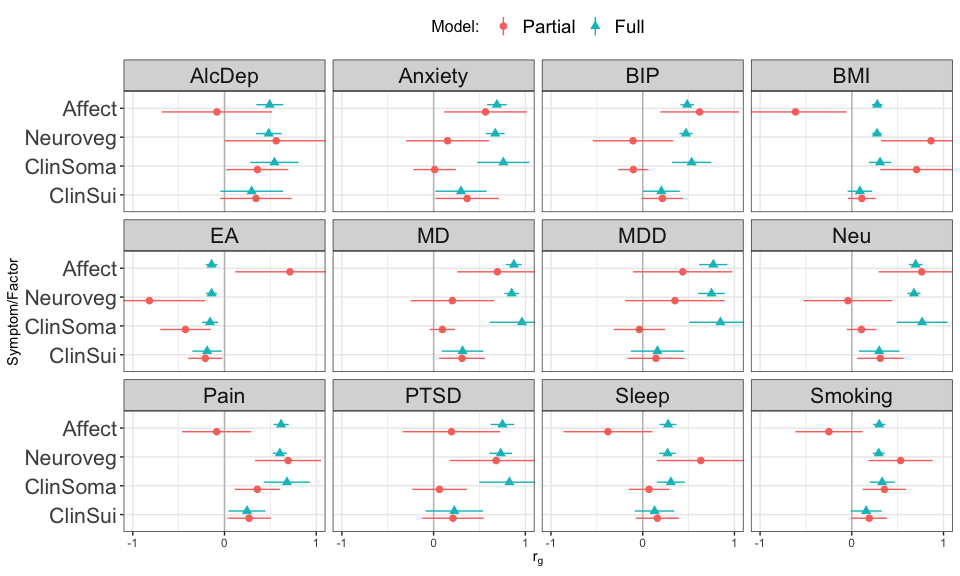 Model: Partial Full
AlcDep Anxiety BIP BMI
Affect
Neuroveg
ClinSoma
ClinSui
EA MD MDD Neu
Affect
Neuroveg
ClinSoma
ClinSui
Pain PTSD Sleep Smoking
Affect
Neuroveg
ClinSoma
ClinSui
-1 0 1 -1 0 1 -1 0 1 -1 0 1
rg
Symptom/Factor